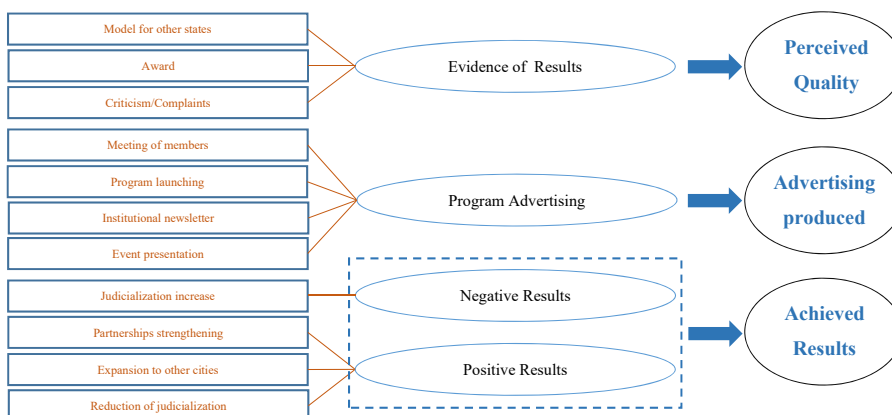 Model for other states
Award
Criticism/Complaints
Evidence of Results
Perceived
Quality
Meeting of members
Program launching
Institutional newsletter
Event presentation
Program Advertising
Advertising
produced
Judicialization increase
Partnerships strengthening
Expansion to other cities
Reduction of judicialization
Negative Results
Positive Results
Achieved
Results